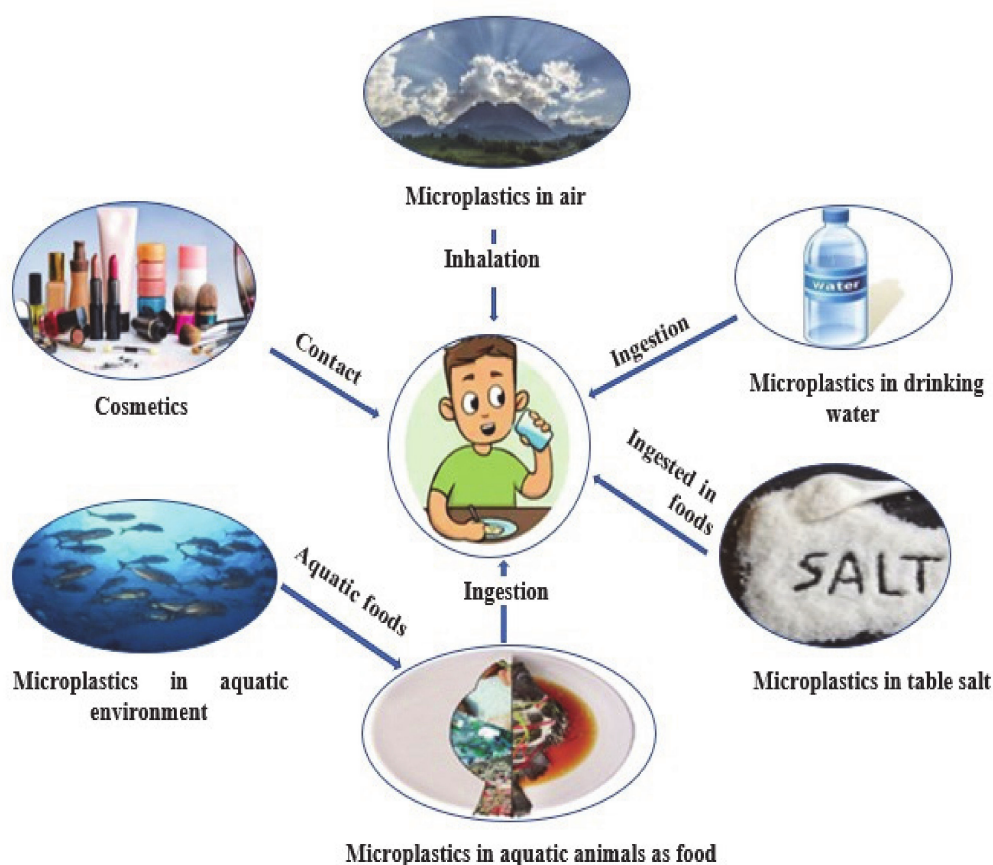 Microplastics in air
Inhalation
Cosmetics
Contact
water
Ingestion
Microplastics in drinking
water
Ingested in
foods
SALT
Microplastics in table salt
Aquatic foods
Ingestion
Microplastics in aquatic
environment
Microplastics in aquatic animals as food